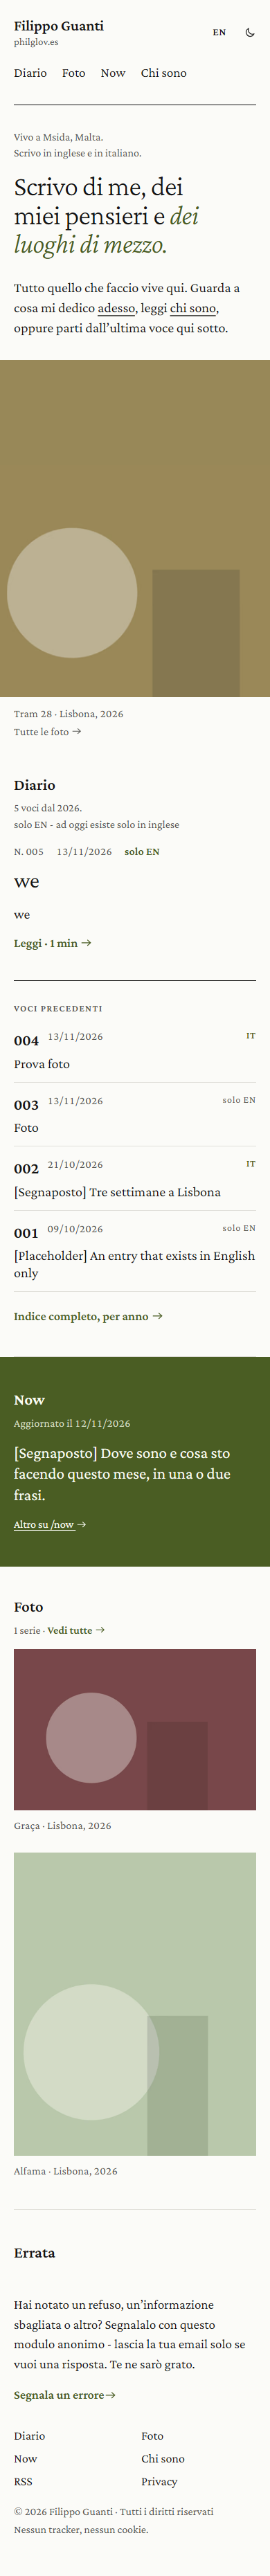 Filippo Guanti
philglov.es
EN
Diario Foto Now Chi sono
Vivo a Msida, Malta.
Scrivo in inglese e in italiano.
Scrivo di me, dei
miei pensieri e dei
luoghi di mezzo.
Tutto quello che faccio vive qui. Guarda a
cosa mi dedico adesso, leggi chi sono,
oppure parti dall’ultima voce qui sotto.
Tram 28 · Lisbona, 2026
Tutte le foto →
Diario
5 voci dal 2026.
solo EN - ad oggi esiste solo in inglese
N. 005 13/11/2026 solo EN
we
we
Leggi · 1 min →
VOCI PRECEDENTI
004 13/11/2026 IT
Prova foto
003 13/11/2026 solo EN
Foto
002 21/10/2026 IT
[Segnaposto] Tre settimane a Lisbona
001 09/10/2026 solo EN
[Placeholder] An entry that exists in English
only
Indice completo, per anno →
Now
Aggiornato il 12/11/2026
[Segnaposto] Dove sono e cosa sto
facendo questo mese, in una o due
frasi.
Altro su /now →
Foto
1 serie · Vedi tutte →
Graça · Lisbona, 2026
Alfama · Lisbona, 2026
Errata
Hai notato un refuso, un’informazione
sbagliata o altro? Segnalalo con questo
modulo anonimo - lascia la tua email solo se
vuoi una risposta. Te ne sarò grato.
Segnala un errore→
Diario Foto
Now Chi sono
RSS Privacy
© 2026 Filippo Guanti · Tutti i diritti riservati
Nessun tracker, nessun cookie.